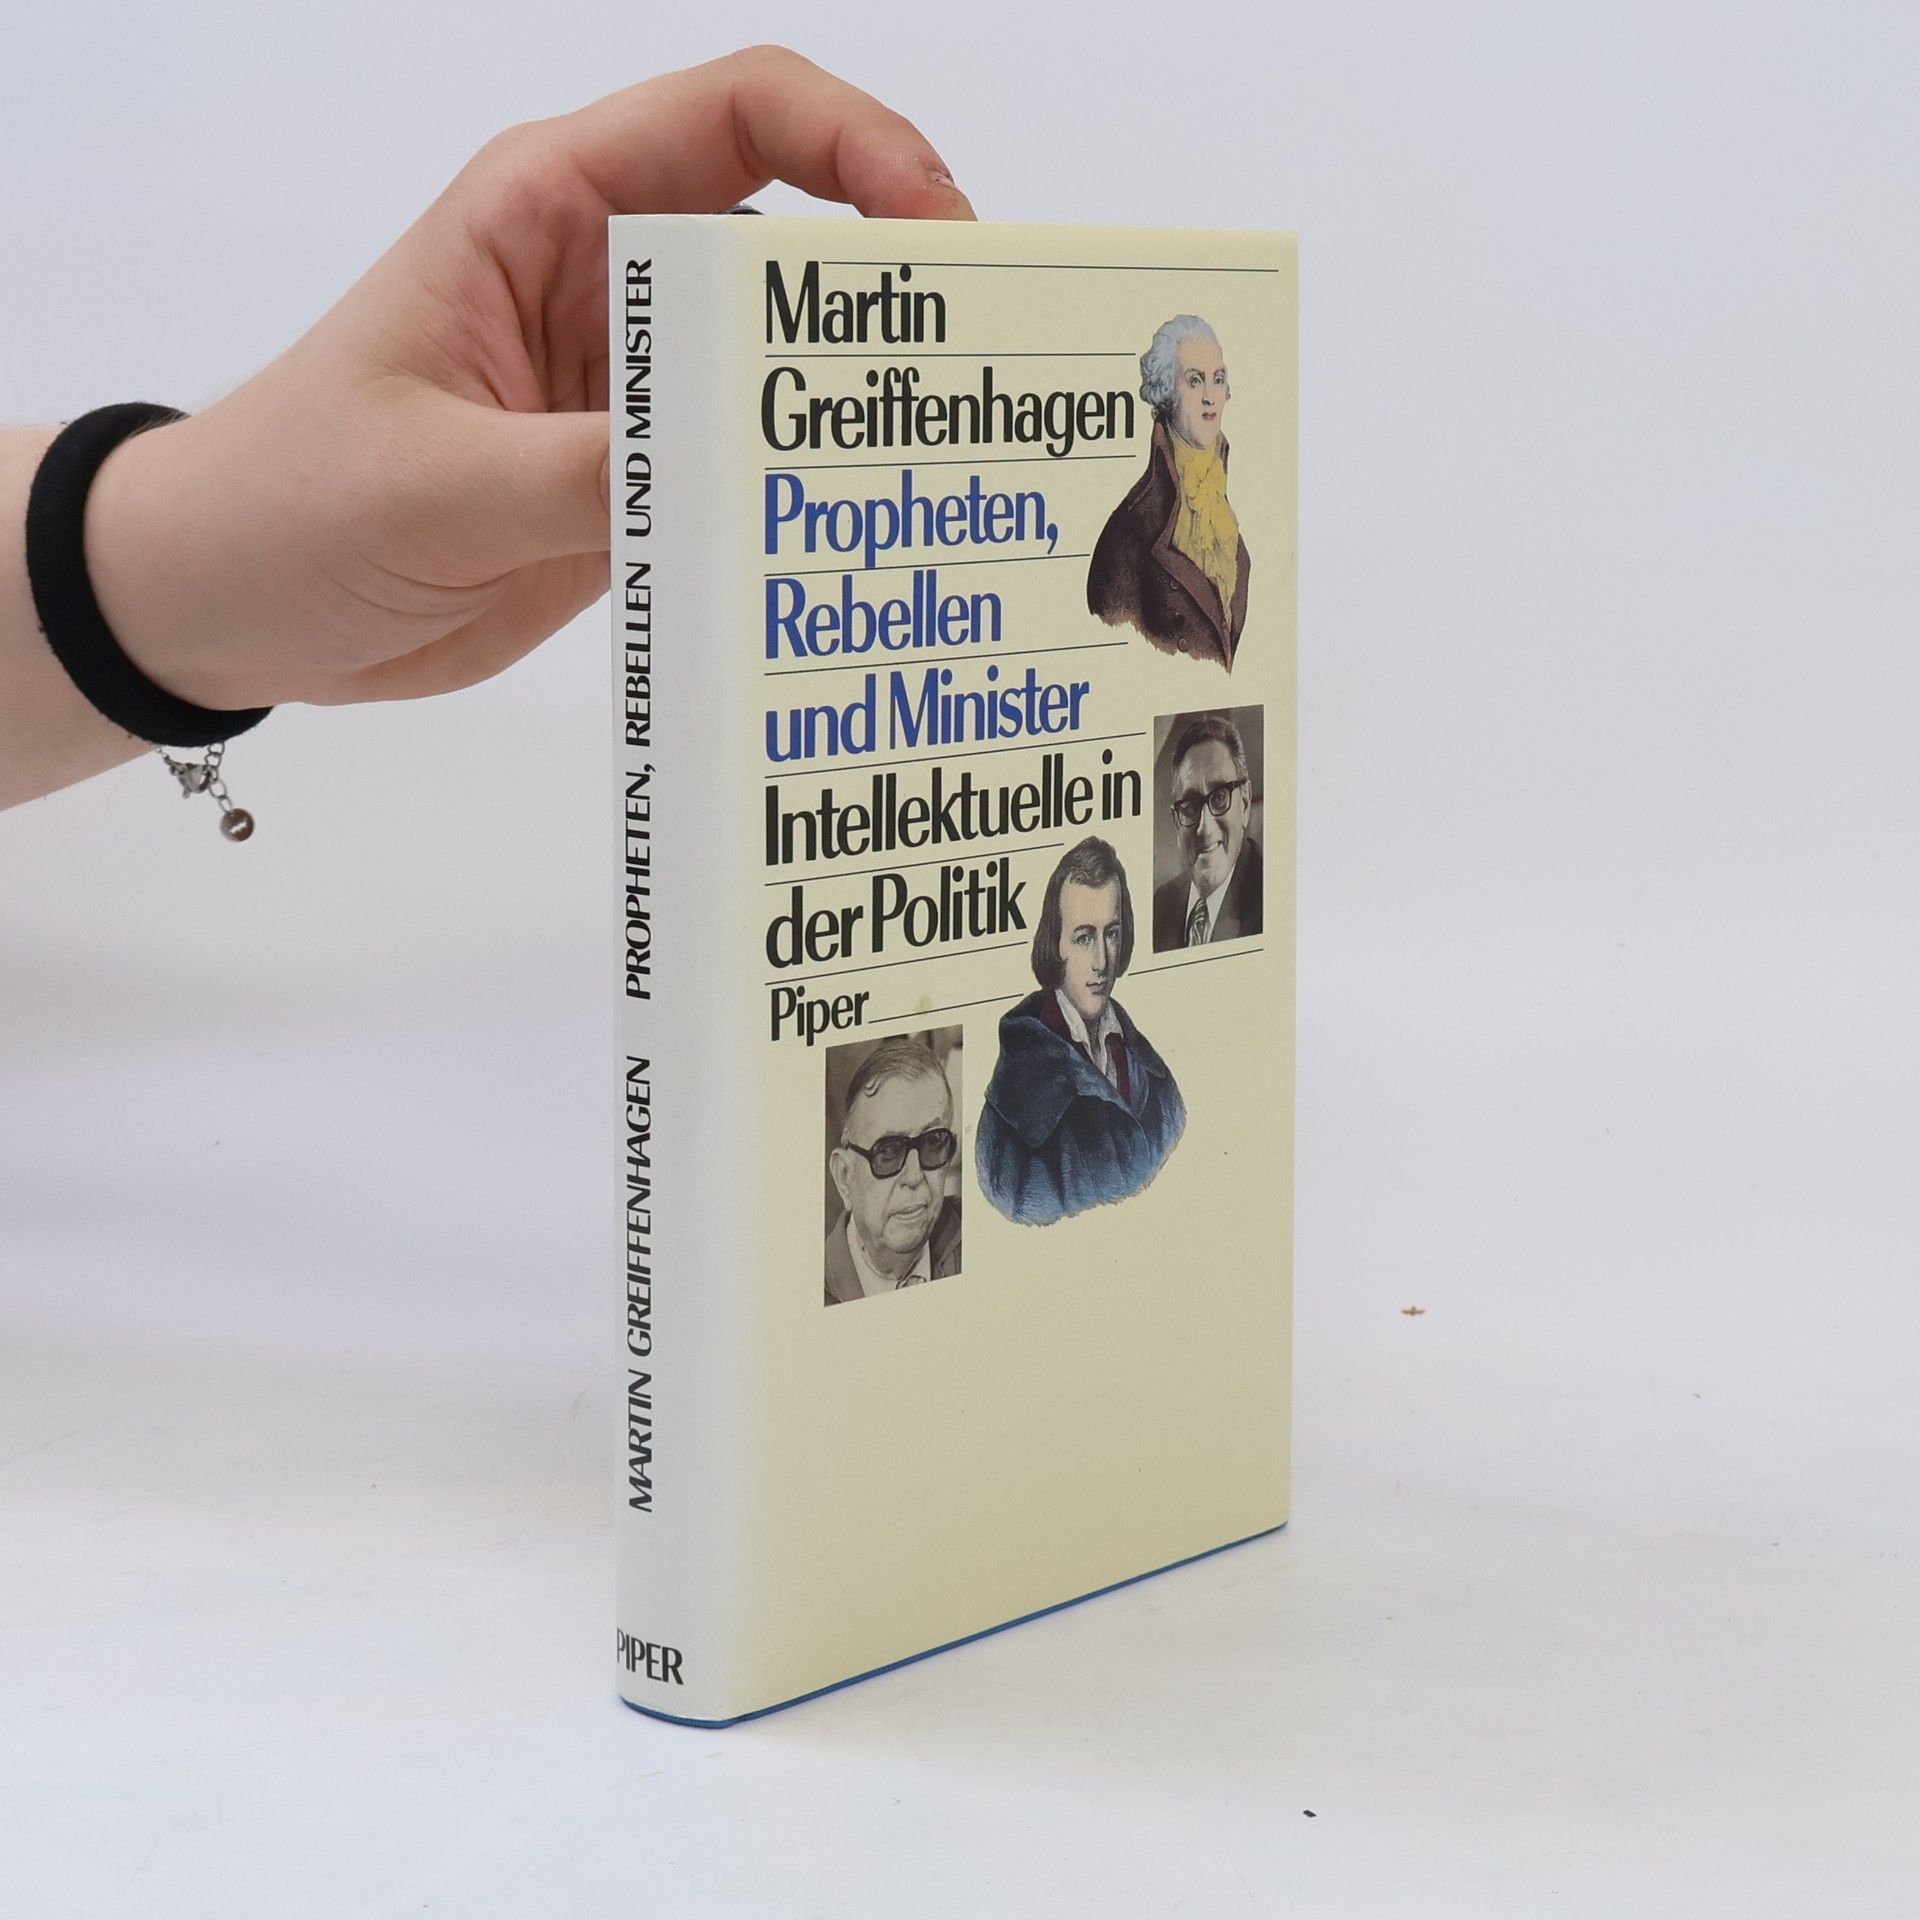 MARTIN GREIFFENHAGEN PROPHETEN, REBELLEN UND MINISTER
PIPER
Martin
Greiffenhagen
Propheten,
Rebellen
und Minister
Intellektuelle in
der Politik
Piper